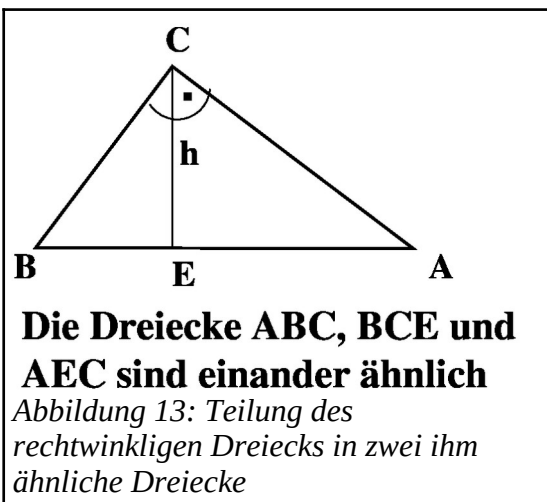 C
h
B
E
A
Die Dreiecke ABC, BCE und
AEC sind einander ähnlich
Abbildung 13: Teilung des
rechtwinkligen Dreiecks in zwei ihm
ähnliche Dreiecke